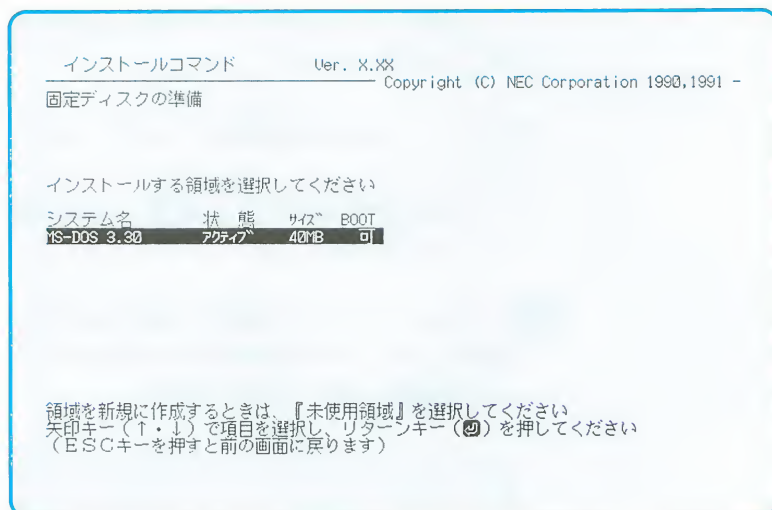 インストールコマンド Ver. X.XX
Copyright (C) NEC Corporation 1990,1991 -
固定ディスクの準備
インストールする領域を選択してください
システム名 状 態 ｻｲｽﾞ BOOT
MS-DOS 3.30 ｱｸﾃｨﾌﾞ 40MB 可
領域を新規に作成するときは、『未使用領域』を選択してください
矢印キー（↑・↓）で項目を選択し、リターンキー（⏎）を押してください
（ＥＳＣキーを押すと前の画面に戻ります）